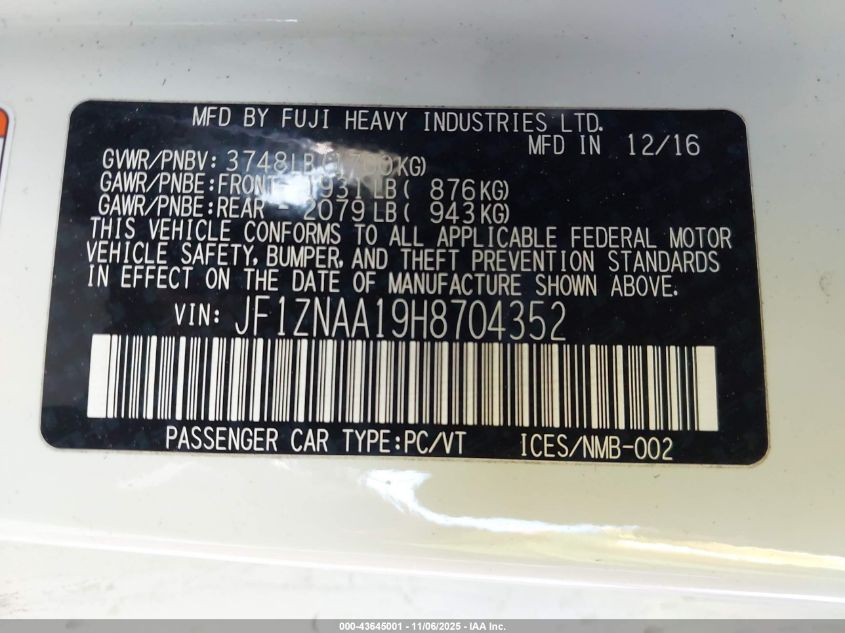 MFD BY FUJI HEAVY INDUSTRIES LTD.
MFD IN 12/16
GVWR/PNBV: 3748LB(1700KG)
GAWR/PNBE:FRONT- 1931LB( 876KG)
GAWR/PNBE:REAR - 2079LB( 943KG)
THIS VEHICLE CONFORMS TO ALL APPLICABLE FEDERAL MOTOR
VEHICLE SAFETY, BUMPER, AND THEFT PREVENTION STANDARDS
IN EFFECT ON THE DATE OF MANUFACTURE SHOWN ABOVE.
VIN: JF1ZNAA19H8704352
PASSENGER CAR TYPE:PC/VT ICES/NMB-002
000-43645001 - 11/06/2025 - IAA Inc.